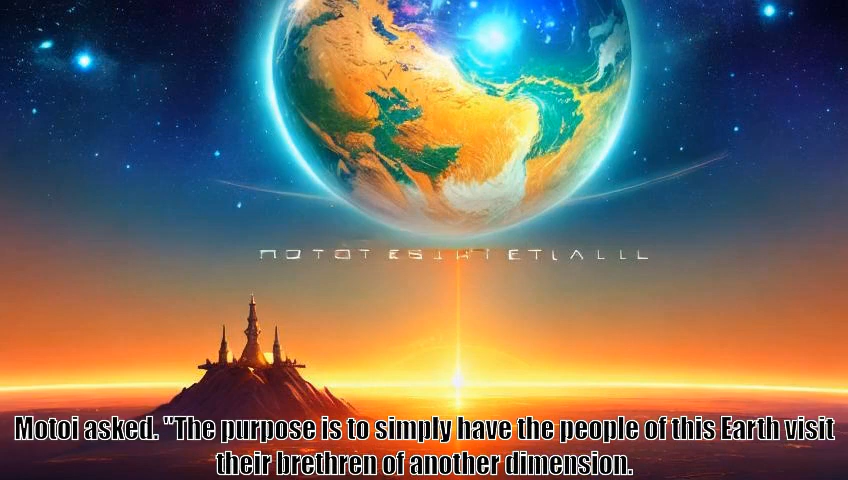 Motoi asked. "The purpose is to simply have the people of this Earth visit
their brethren of another dimension.